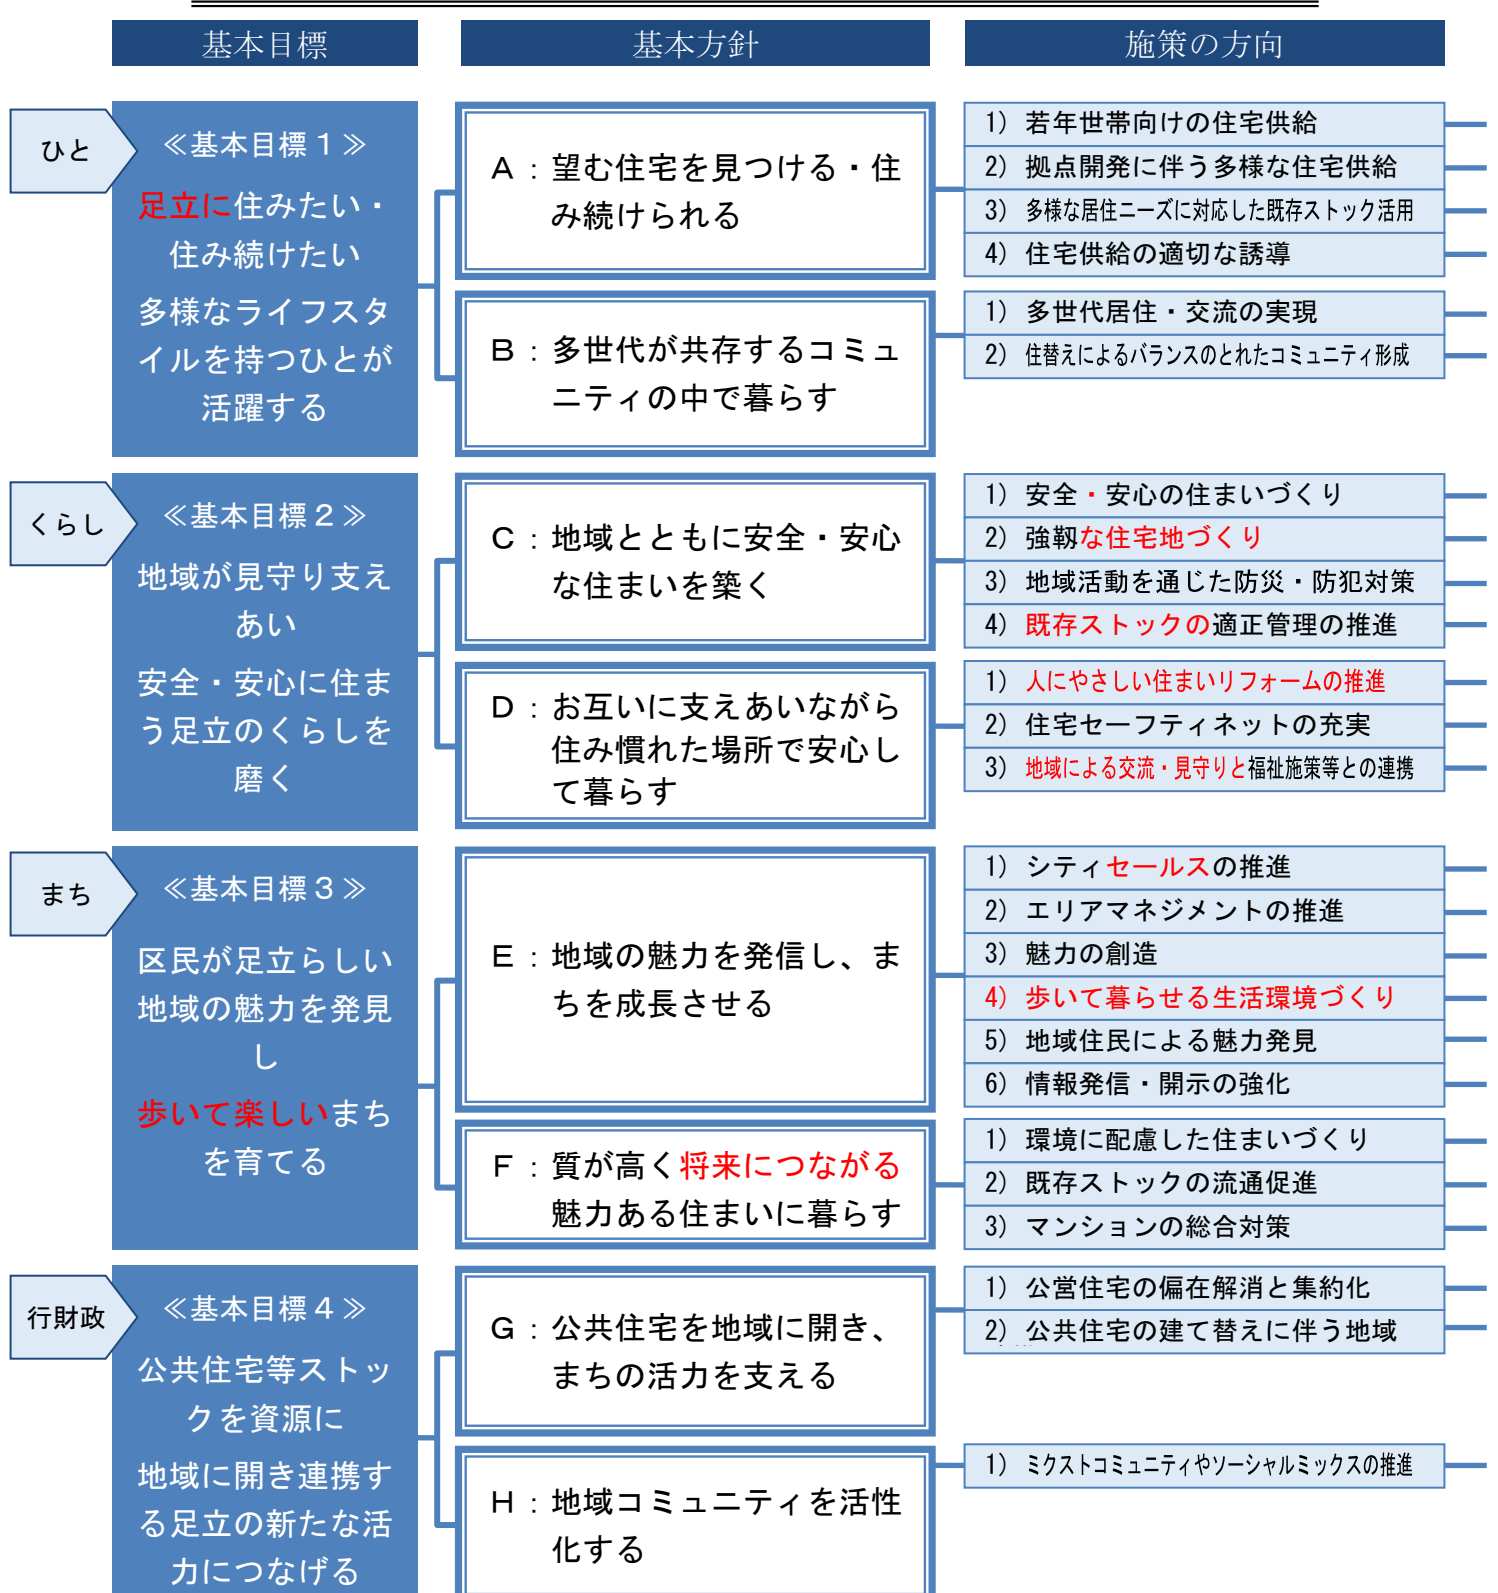 基本目標
基本方針
施策の方向
ひと
≪基本目標１≫
足立に住みたい・
住み続けたい
多様なライフスタ
イルを持つひとが
活躍する
Ａ：望む住宅を見つける・住
み続けられる
1) 若年世帯向けの住宅供給
2) 拠点開発に伴う多様な住宅供給
3) 多様な居住ニーズに対応した既存ストック活用
4) 住宅供給の適切な誘導
Ｂ：多世代が共存するコミュ
ニティの中で暮らす
1) 多世代居住・交流の実現
2) 住替えによるバランスのとれたコミュニティ形成
くらし
≪基本目標２≫
地域が見守り支え
あい
安全・安心に住ま
う足立のくらしを
磨く
Ｃ：地域とともに安全・安心
な住まいを築く
1) 安全・安心の住まいづくり
2) 強靱な住宅地づくり
3) 地域活動を通じた防災・防犯対策
4) 既存ストックの適正管理の推進
Ｄ：お互いに支えあいながら
住み慣れた場所で安心し
て暮らす
1) 人にやさしい住まいリフォームの推進
2) 住宅セーフティネットの充実
3) 地域による交流・見守りと福祉施策等との連携
まち
≪基本目標３≫
区民が足立らしい
地域の魅力を発見
し
歩いて楽しいまち
を育てる
Ｅ：地域の魅力を発信し、ま
ちを成長させる
1) シティセールスの推進
2) エリアマネジメントの推進
3) 魅力の創造
4) 歩いて暮らせる生活環境づくり
5) 地域住民による魅力発見
6) 情報発信・開示の強化
Ｆ：質が高く将来につながる
魅力ある住まいに暮らす
1) 環境に配慮した住まいづくり
2) 既存ストックの流通促進
3) マンションの総合対策
行財政
≪基本目標４≫
公共住宅等ストッ
クを資源に
地域に開き連携す
る足立の新たな活
力につなげる
Ｇ：公共住宅を地域に開き、
まちの活力を支える
1) 公営住宅の偏在解消と集約化
2) 公共住宅の建て替えに伴う地域
Ｈ：地域コミュニティを活性
化する
1) ミクストコミュニティやソーシャルミックスの推進